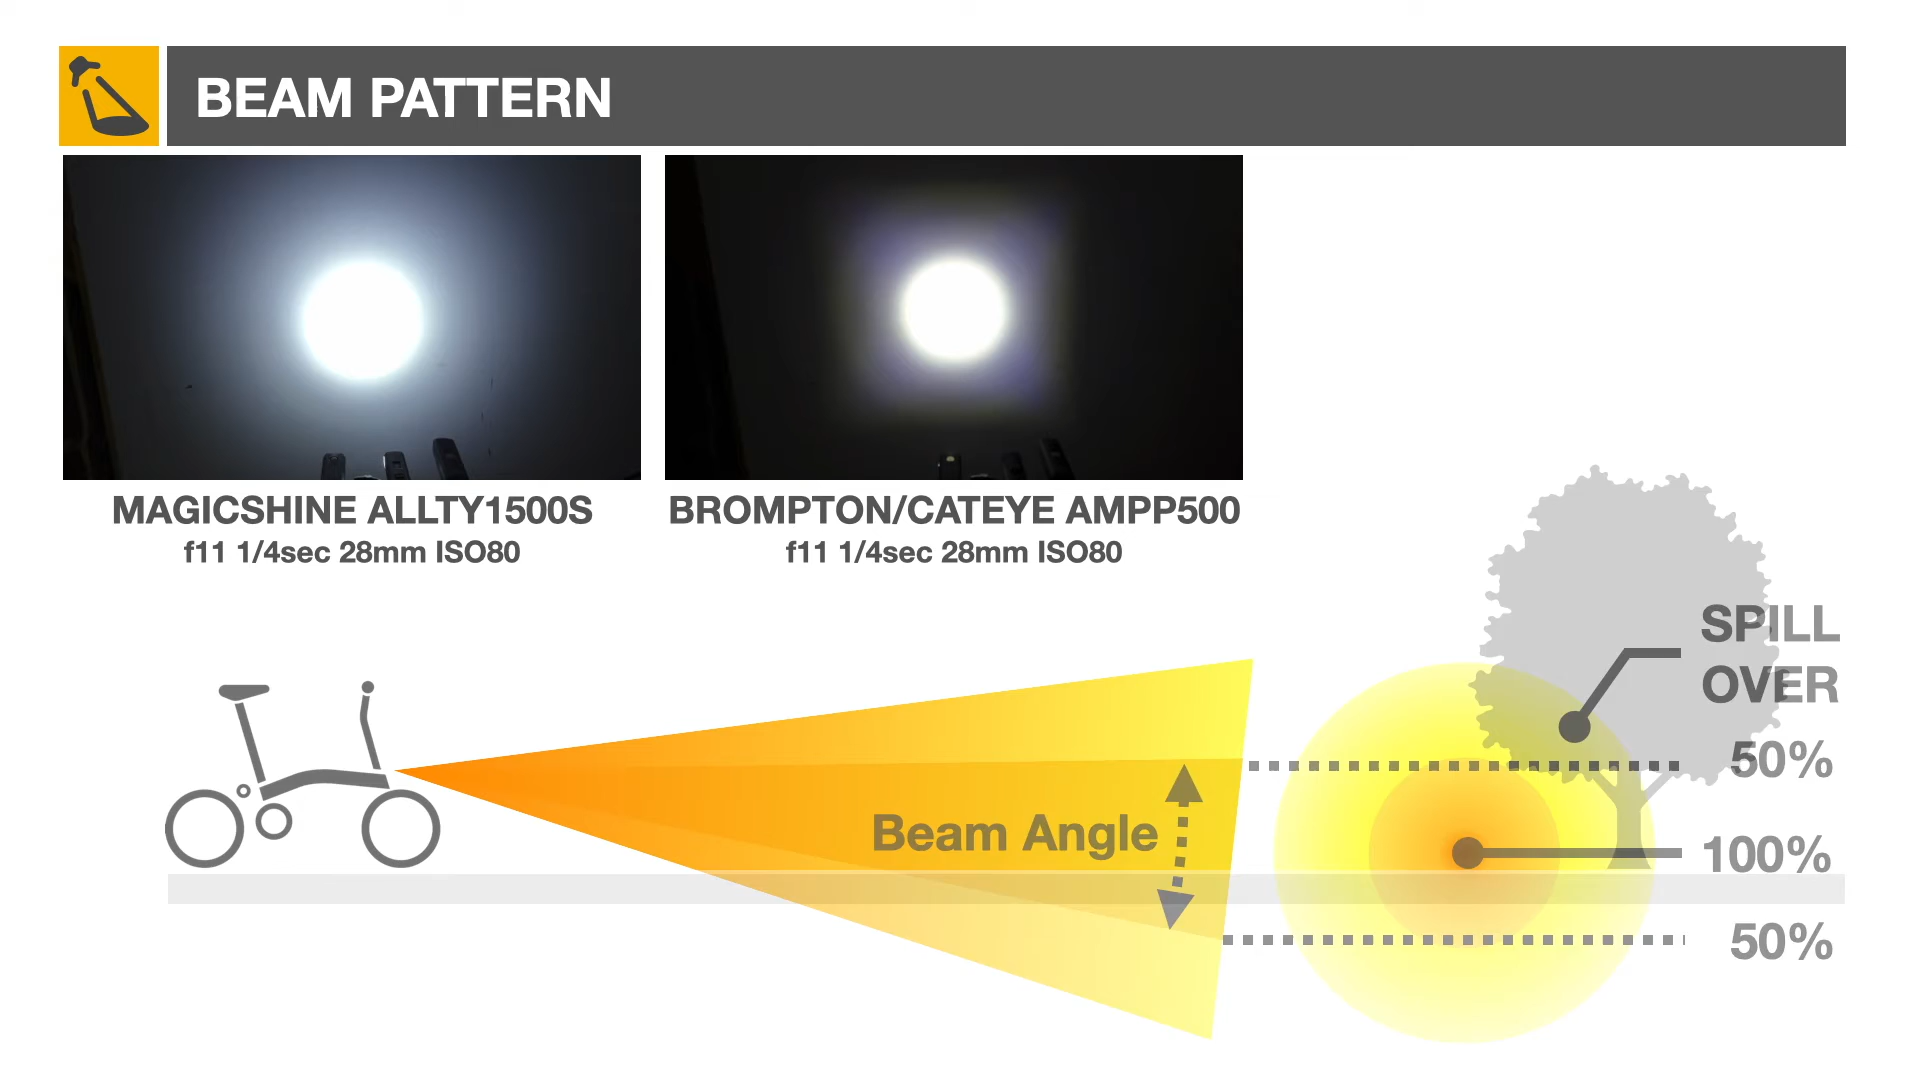 BEAM PATTERN
MAGICSHINE ALLTY1500S
f11 1/4sec 28mm ISO80
BROMPTON/CATEYE AMPP500
f11 1/4sec 28mm ISO80
SPILL
OVER
50%
Beam Angle
100%
50%